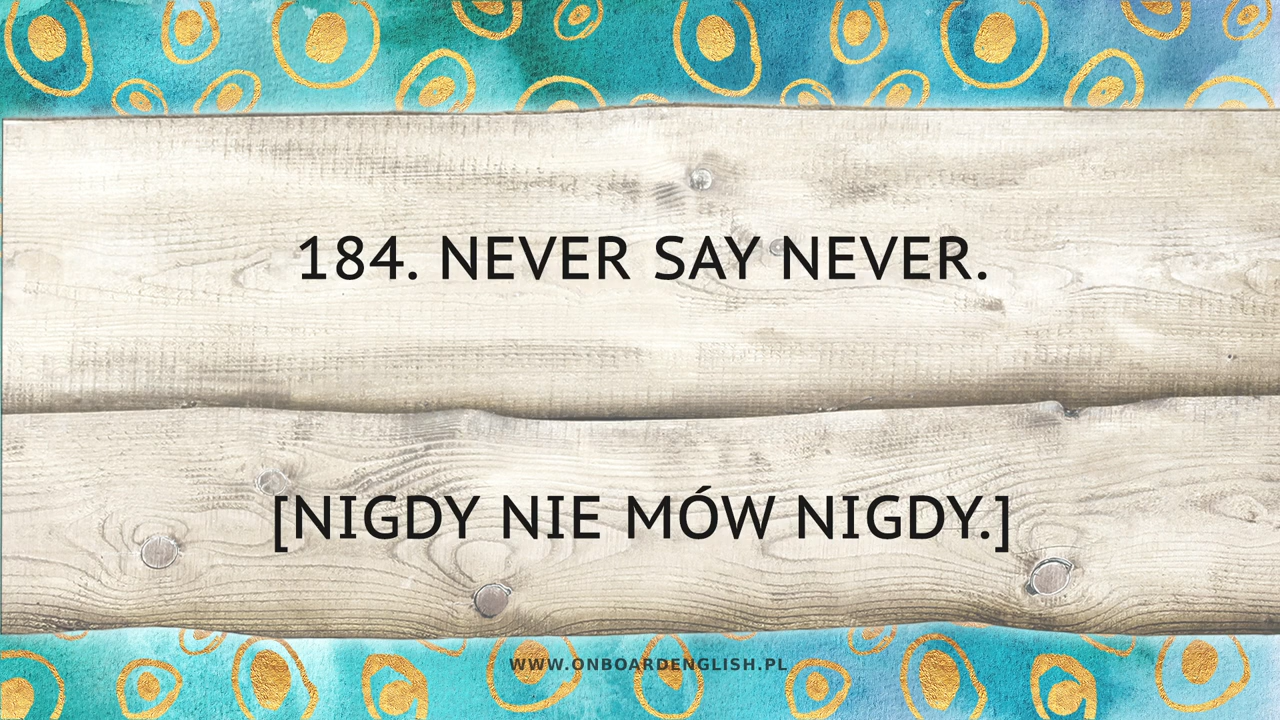 184. NEVER SAY NEVER.
[NIGDY NIE MÓW NIGDY.]
WWW.ONBOARDENGLISH.PL